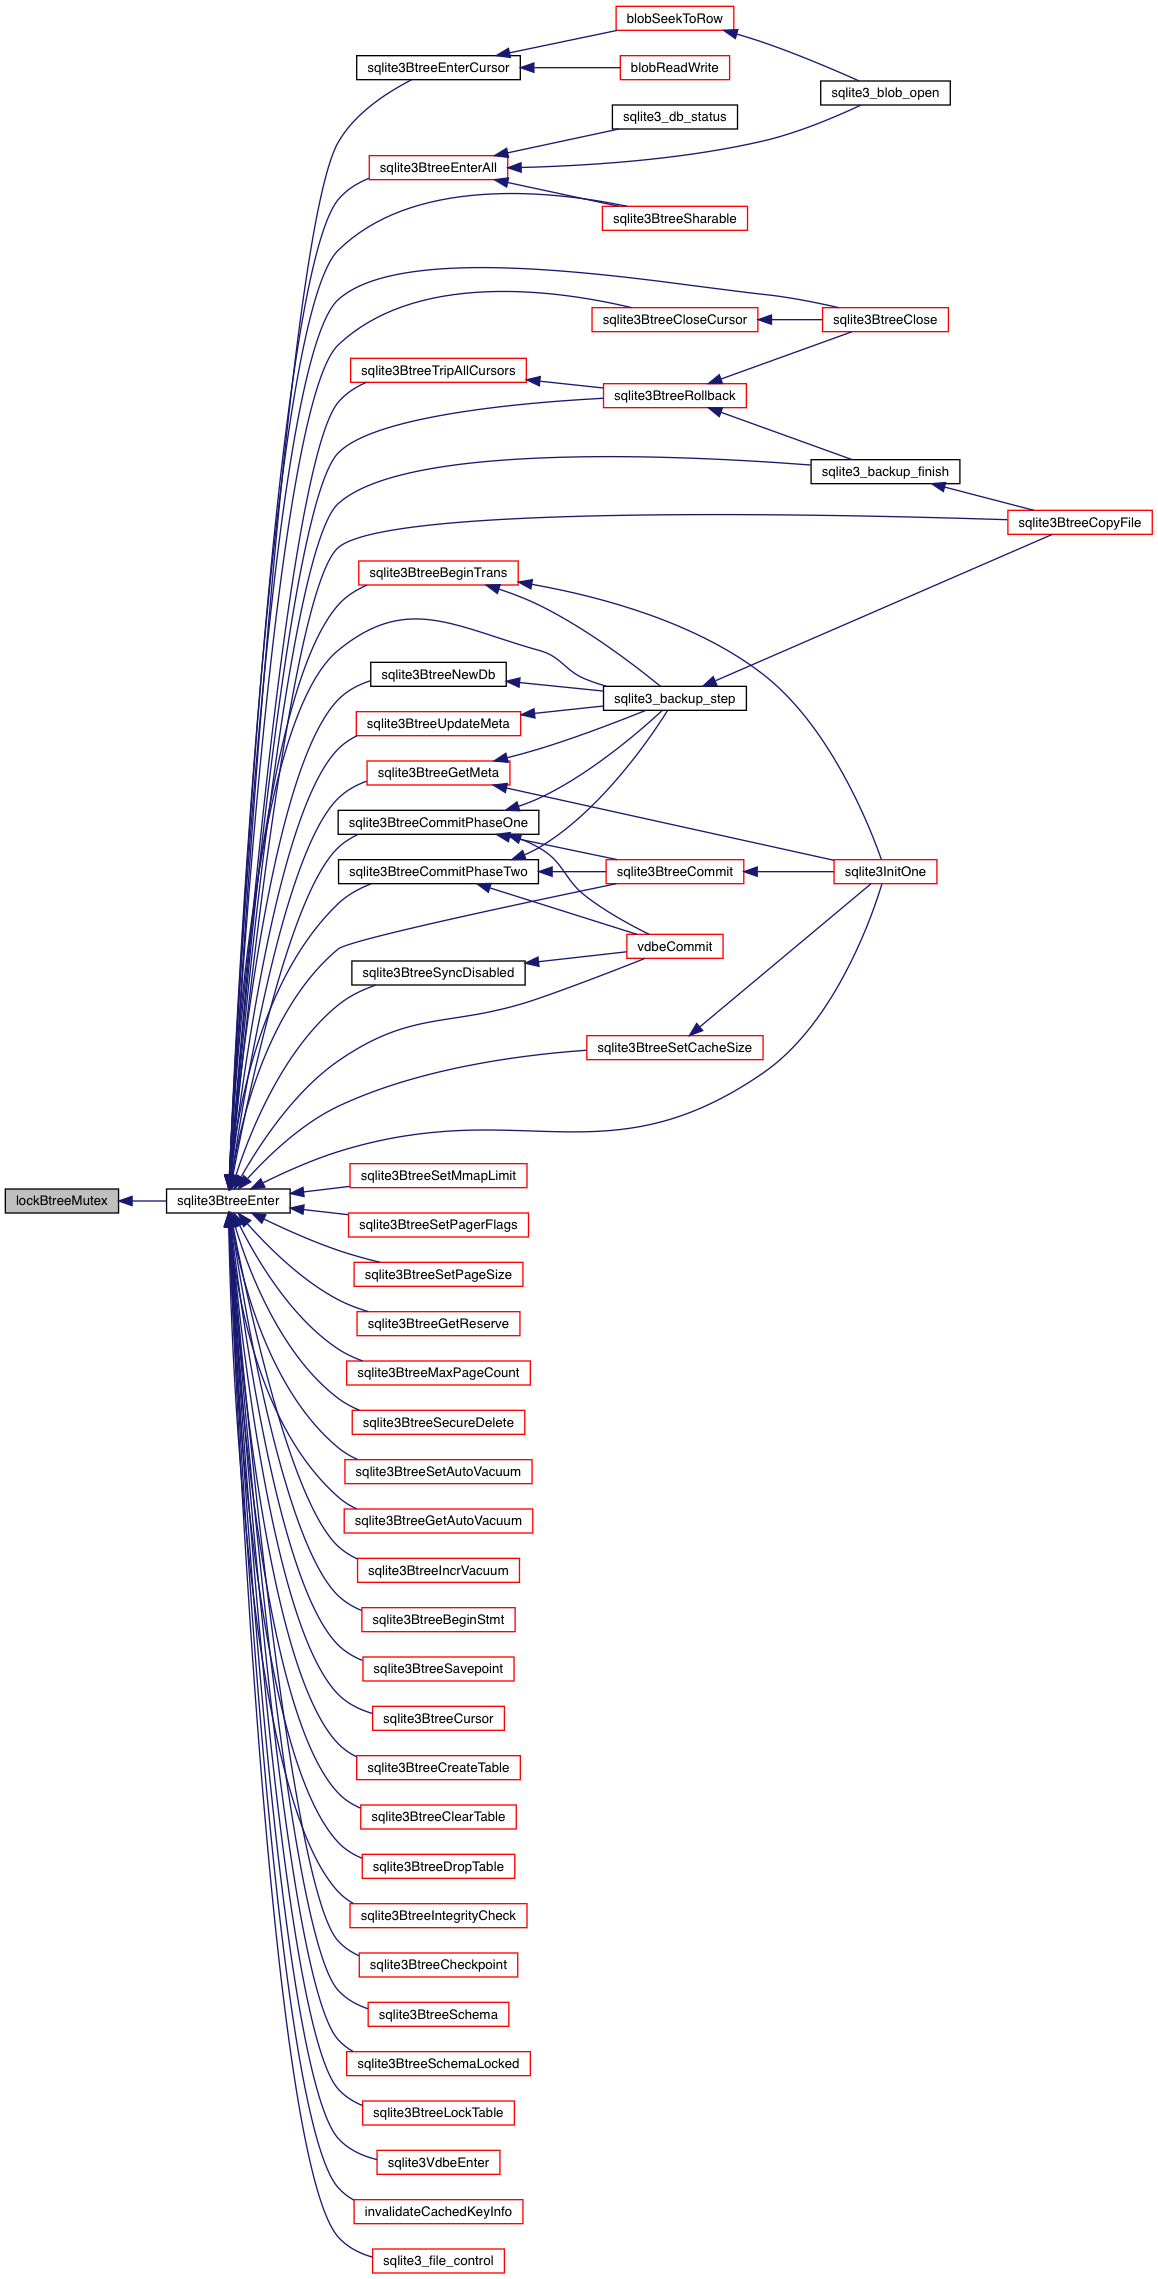 blobSeekToRow
sqlite3BtreeEnterCursor
blobReadWrite
sqlite3_blob_open
sqlite3_db_status
sqlite3BtreeEnterAll
sqlite3BtreeSharable
sqlite3BtreeCloseCursor
sqlite3BtreeClose
sqlite3BtreeTripAllCursors
sqlite3BtreeRollback
sqlite3_backup_finish
sqlite3BtreeCopyFile
sqlite3BtreeBeginTrans
sqlite3BtreeNewDb
sqlite3_backup_step
sqlite3BtreeUpdateMeta
sqlite3BtreeGetMeta
sqlite3BtreeCommitPhaseOne
sqlite3BtreeCommitPhaseTwo
sqlite3BtreeCommit
sqlite3InitOne
vdbeCommit
sqlite3BtreeSyncDisabled
sqlite3BtreeSetCacheSize
sqlite3BtreeSetMmapLimit
lockBtreeMutex
sqlite3BtreeEnter
sqlite3BtreeSetPagerFlags
sqlite3BtreeSetPageSize
sqlite3BtreeGetReserve
sqlite3BtreeMaxPageCount
sqlite3BtreeSecureDelete
sqlite3BtreeSetAutoVacuum
sqlite3BtreeGetAutoVacuum
sqlite3BtreeIncrVacuum
sqlite3BtreeBeginStmt
sqlite3BtreeSavepoint
sqlite3BtreeCursor
sqlite3BtreeCreateTable
sqlite3BtreeClearTable
sqlite3BtreeDropTable
sqlite3BtreeIntegrityCheck
sqlite3BtreeCheckpoint
sqlite3BtreeSchema
sqlite3BtreeSchemaLocked
sqlite3BtreeLockTable
sqlite3VdbeEnter
invalidateCachedKeyInfo
sqlite3_file_control